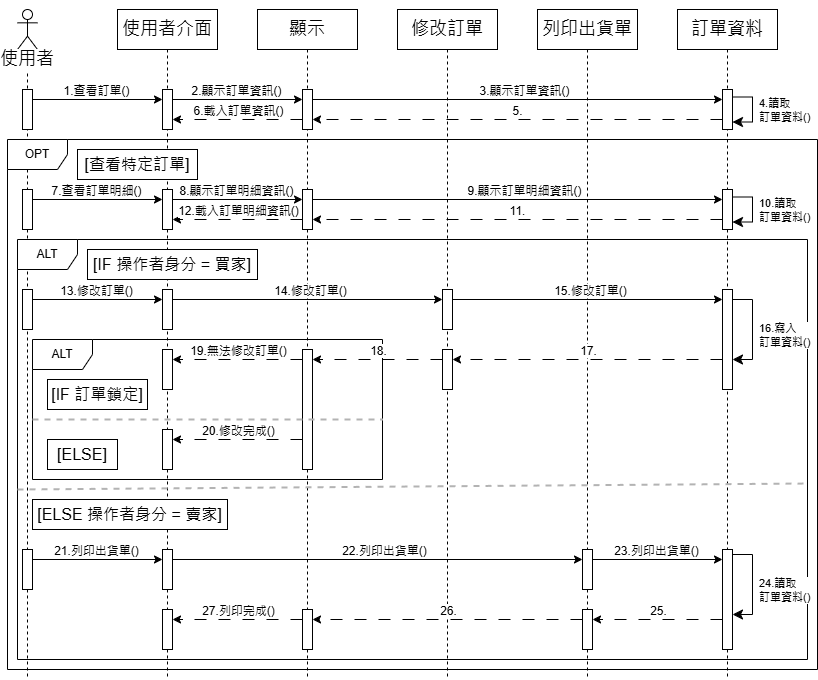 使用者
使用者介面
顯示
修改訂單
列印出貨單
訂單資料
1.查看訂單()
2.顯示訂單資訊()
3.顯示訂單資訊()
4.讀取
訂單資料()
5.
6.載入訂單資訊()
OPT
[查看特定訂單]
7.查看訂單明細()
8.顯示訂單明細資訊()
9.顯示訂單明細資訊()
10.讀取
訂單資料()
11.
12.載入訂單明細資訊()
ALT
[IF 操作者身分 = 買家]
13.修改訂單()
14.修改訂單()
15.修改訂單()
16.寫入
訂單資料()
17.
18.
19.無法修改訂單()
ALT
[IF 訂單鎖定]
20.修改完成()
[ELSE]
[ELSE 操作者身分 = 賣家]
21.列印出貨單()
22.列印出貨單()
23.列印出貨單()
24.讀取
訂單資料()
25.
26.
27.列印完成()